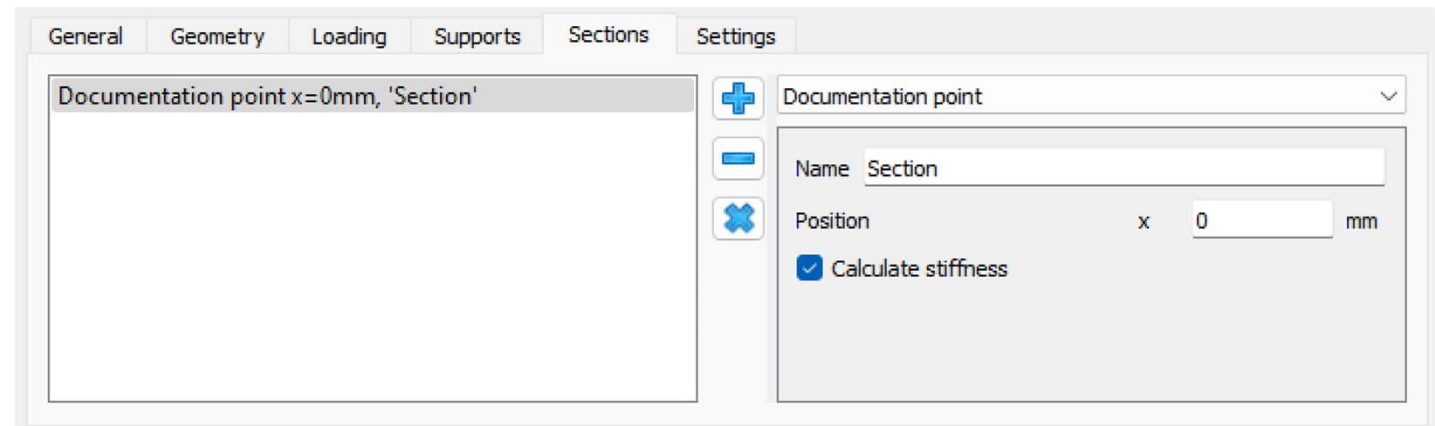 General Geometry Loading Supports Sections Settings
Documentation point x=0mm, 'Section'
Documentation point
Name Section
Position x 0 mm
Calculate stiffness